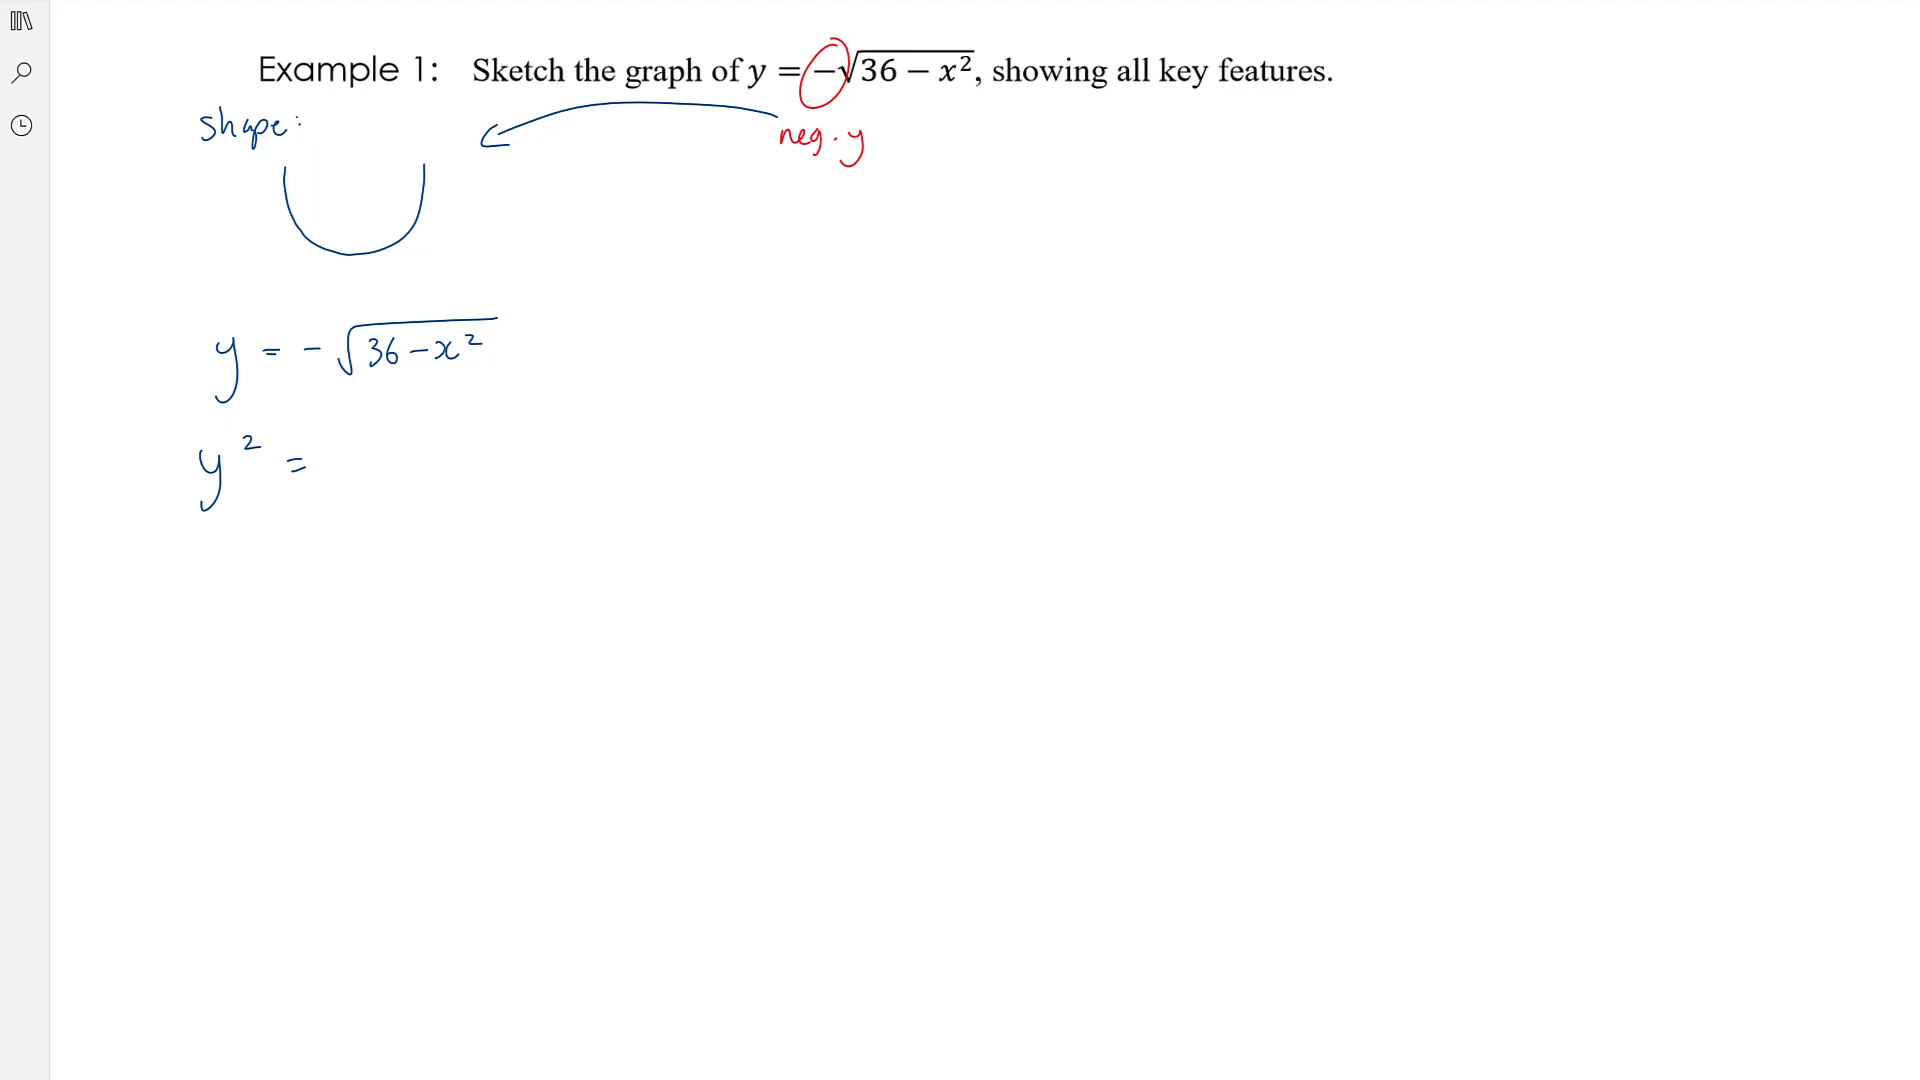 Example 1: Sketch the graph of y = −√36 − x², showing all key features.
shape:
neg. y
y = - √36 - x²
y² =